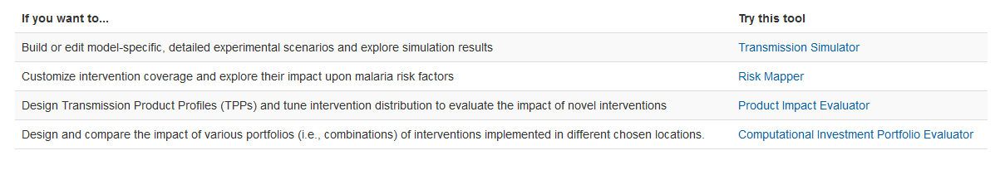 If you want to... Try this tool
Build or edit model-specific, detailed experimental scenarios and explore simulation results Transmission Simulator
Customize intervention coverage and explore their impact upon malaria risk factors Risk Mapper
Design Transmission Product Profiles (TPPs) and tune intervention distribution to evaluate the impact of novel interventions Product Impact Evaluator
Design and compare the impact of various portfolios (i.e., combinations) of interventions implemented in different chosen locations. Computational Investment Portfolio Evaluator